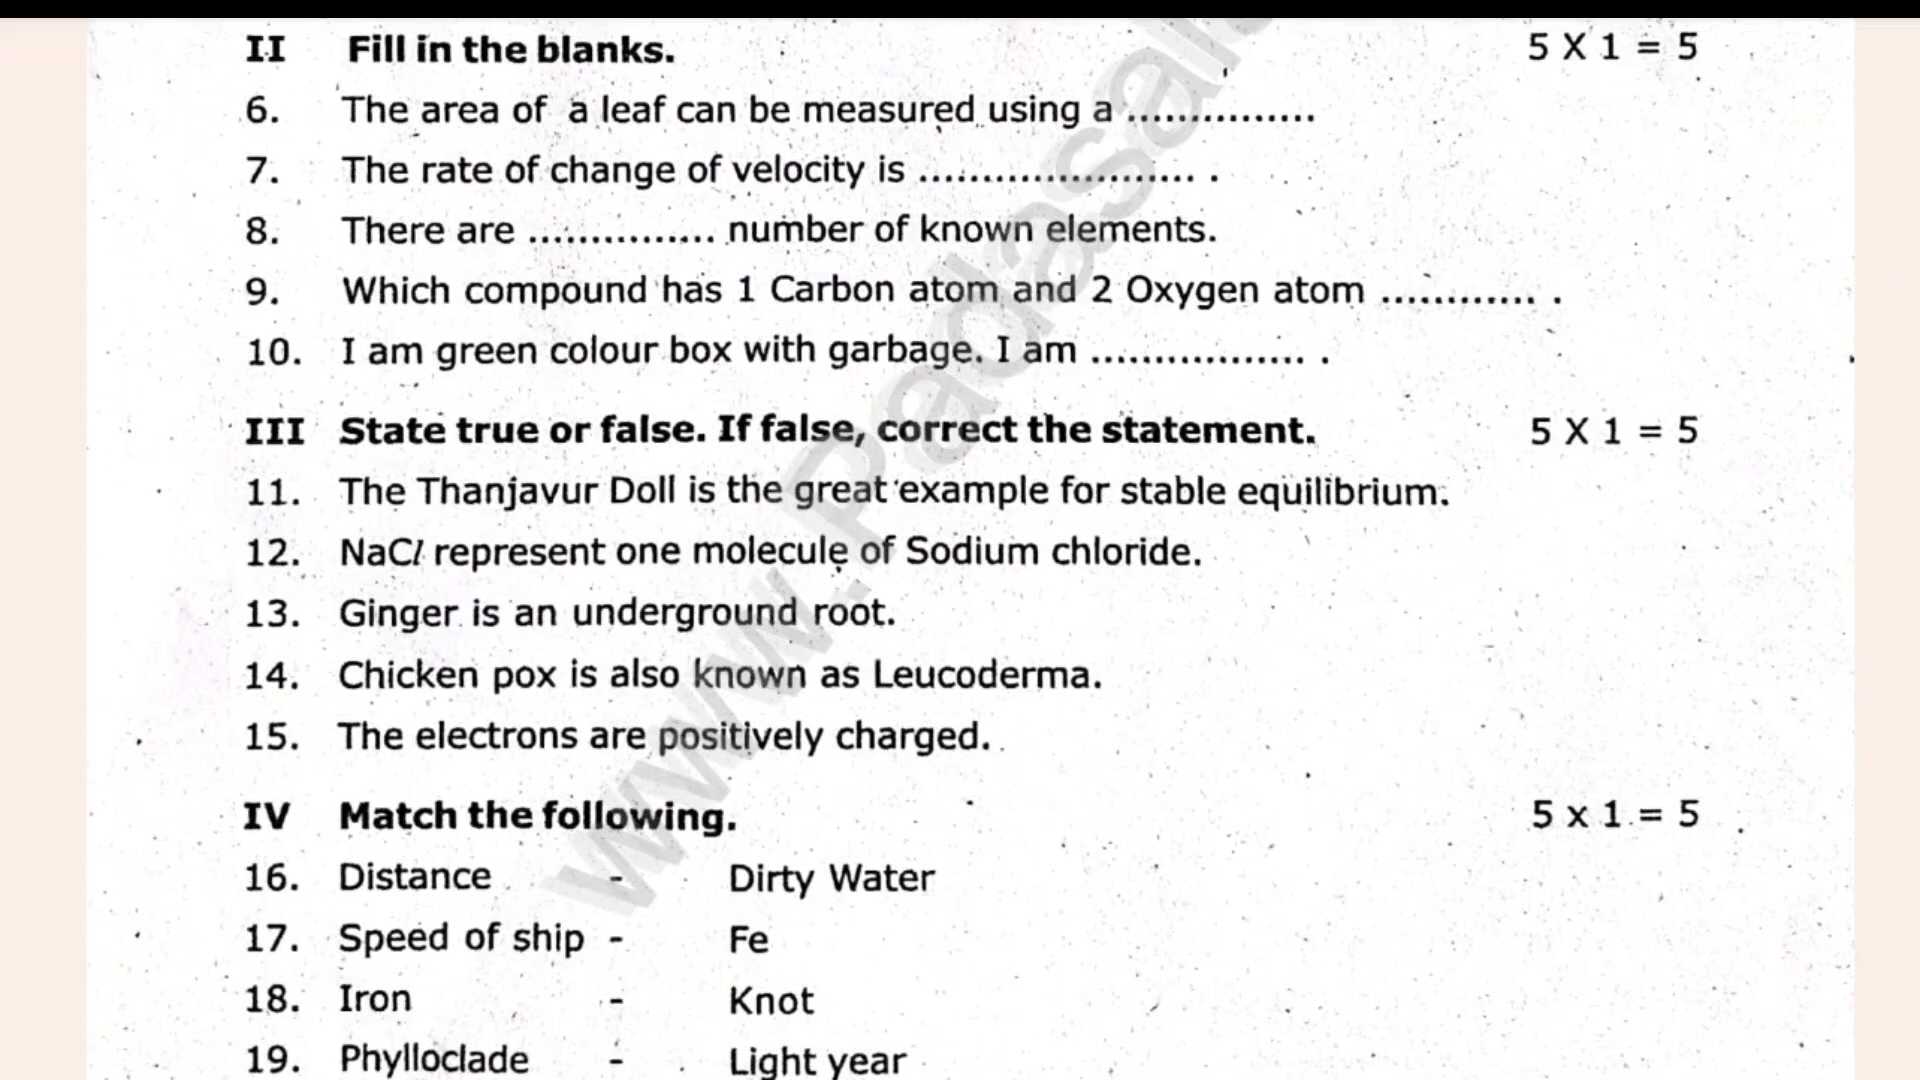 II Fill in the blanks. 5 X 1 = 5
6. The area of a leaf can be measured using a ...............
7. The rate of change of velocity is ...................... .
8. There are ............... number of known elements.
9. Which compound has 1 Carbon atom and 2 Oxygen atom ............ .
10. I am green colour box with garbage. I am ................. .
III State true or false. If false, correct the statement. 5 X 1 = 5
11. The Thanjavur Doll is the great example for stable equilibrium.
12. NaCl represent one molecule of Sodium chloride.
13. Ginger is an underground root.
14. Chicken pox is also known as Leucoderma.
15. The electrons are positively charged.
IV Match the following. 5 x 1 = 5
16. Distance - Dirty Water
17. Speed of ship - Fe
18. Iron - Knot
19. Phylloclade - Light year
www.Padasala